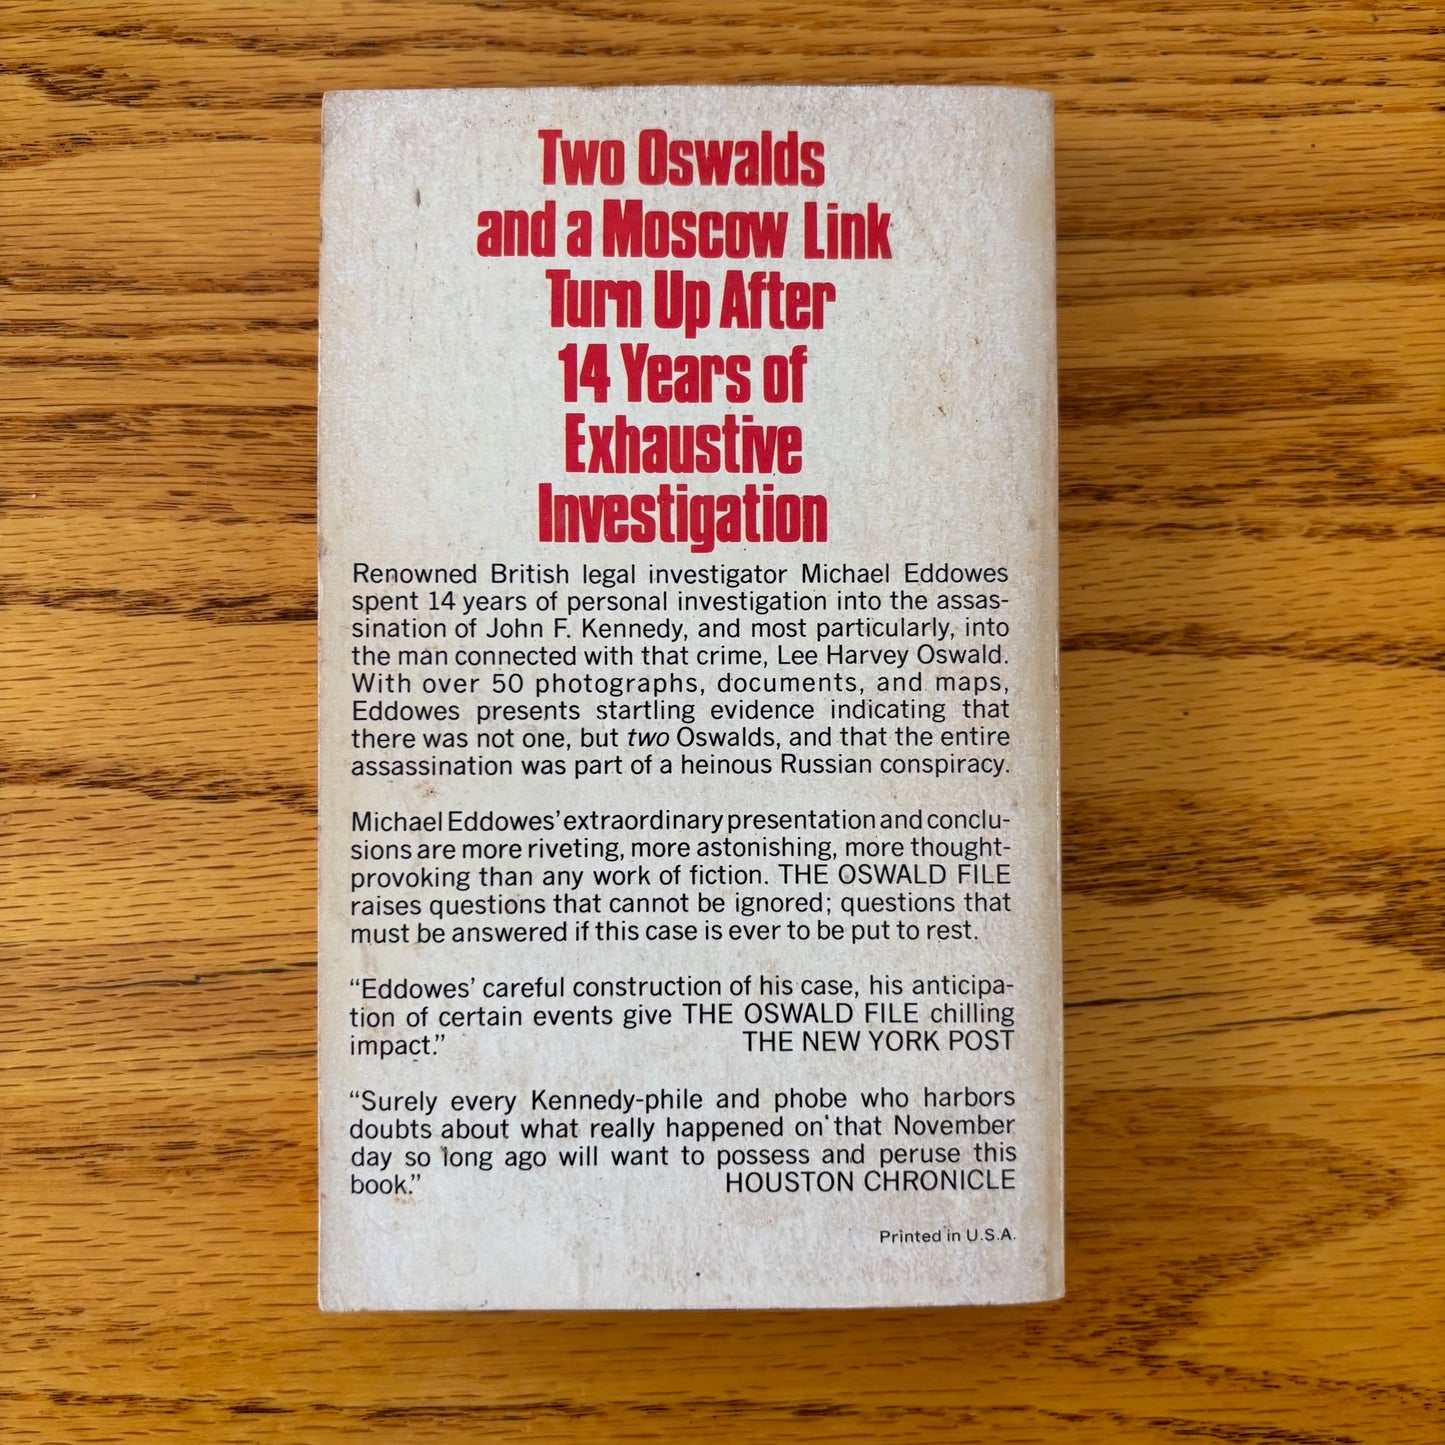 Two Oswalds
and a Moscow Link
Turn Up After
14 Years of
Exhaustive
Investigation
Renowned British legal investigator Michael Eddowes
spent 14 years of personal investigation into the assas-
sination of John F. Kennedy, and most particularly, into
the man connected with that crime, Lee Harvey Oswald.
With over 50 photographs, documents, and maps,
Eddowes presents startling evidence indicating that
there was not one, but two Oswalds, and that the entire
assassination was part of a heinous Russian conspiracy.
Michael Eddowes' extraordinary presentation and conclu-
sions are more riveting, more astonishing, more thought-
provoking than any work of fiction. THE OSWALD FILE
raises questions that cannot be ignored; questions that
must be answered if this case is ever to be put to rest.
“Eddowes' careful construction of his case, his anticipa-
tion of certain events give THE OSWALD FILE chilling
impact.” THE NEW YORK POST
“Surely every Kennedy-phile and phobe who harbors
doubts about what really happened on that November
day so long ago will want to possess and peruse this
book.” HOUSTON CHRONICLE
Printed in U.S.A.